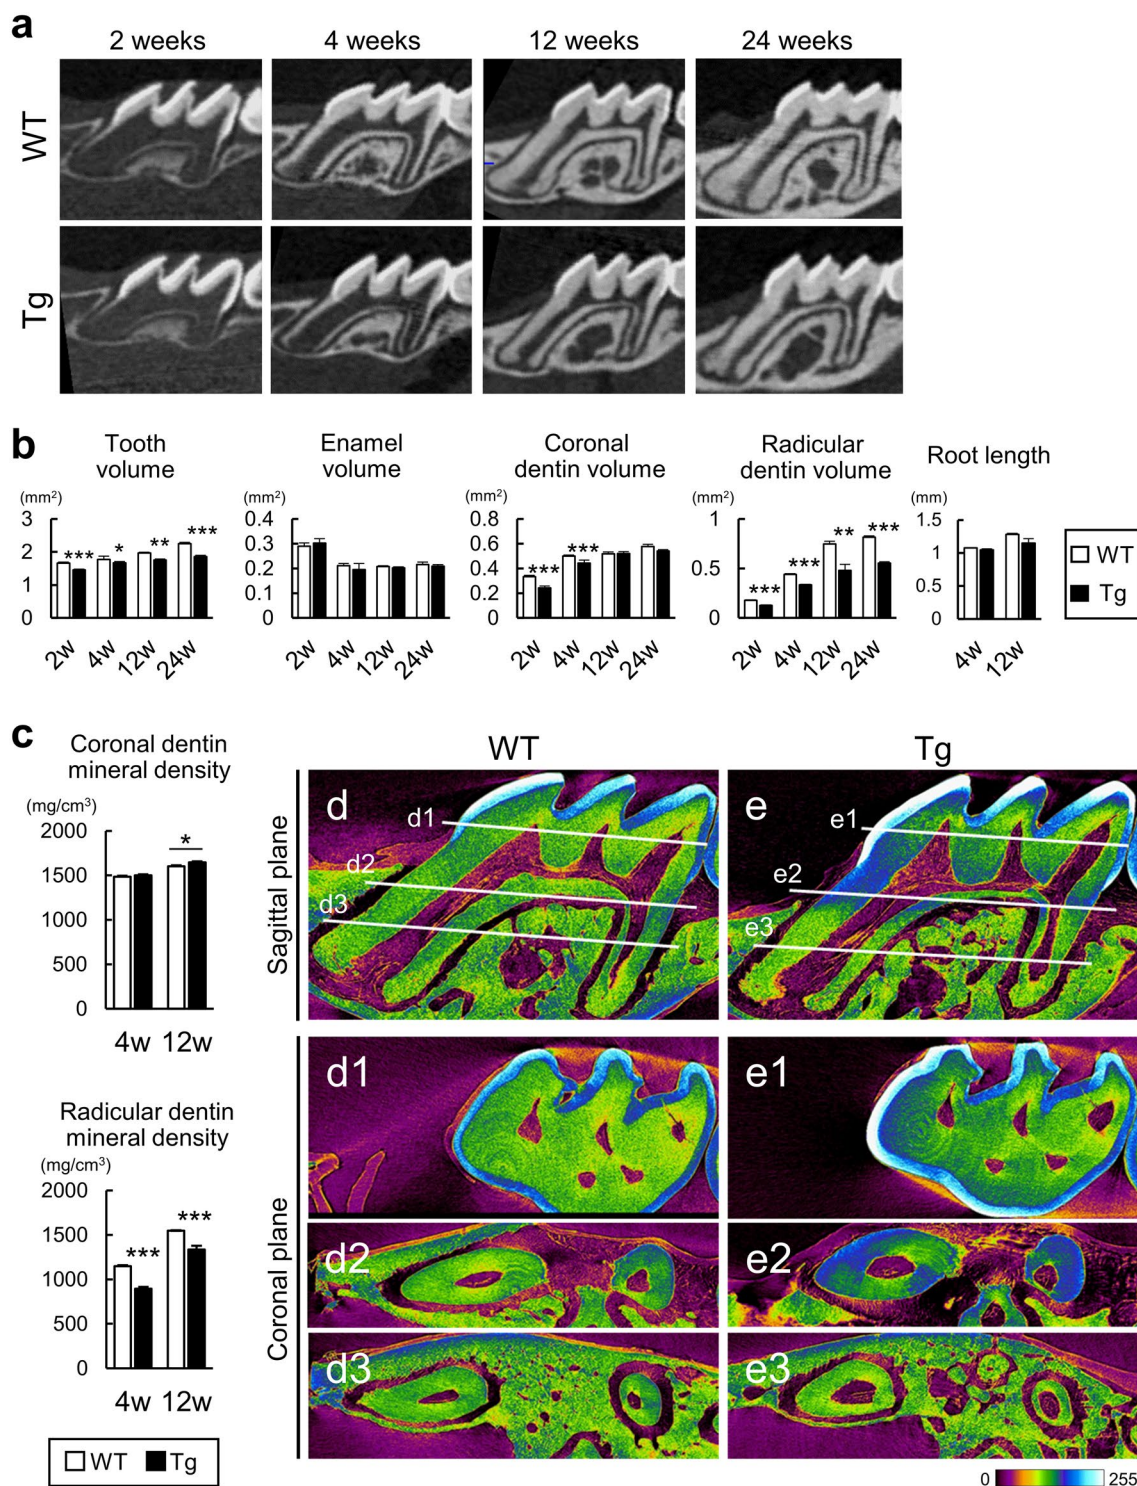 a
2 weeks 4 weeks 12 weeks 24 weeks
WT
Tg
b
Tooth volume
(mm²)
3
2
1
0
*** * ** ***
2w 4w 12w 24w
Enamel volume
(mm²)
0.4
0.3
0.2
0.1
0
2w 4w 12w 24w
Coronal dentin volume
(mm²)
0.8
0.6
0.4
0.2
0
*** ***
2w 4w 12w 24w
Radicular dentin volume
(mm²)
1
0.5
0
*** *** ** ***
2w 4w 12w 24w
Root length
(mm)
1.5
1
0.5
0
4w 12w
WT
Tg
c
Coronal dentin
mineral density
(mg/cm³)
2000
1500
1000
500
0
*
4w 12w
Radicular dentin
mineral density
(mg/cm³)
2000
1500
1000
500
0
*** ***
4w 12w
WT Tg
WT Tg
Sagittal plane
d
d1
d2
d3
e
e1
e2
e3
Coronal plane
d1 e1
d2 e2
d3 e3
0 255